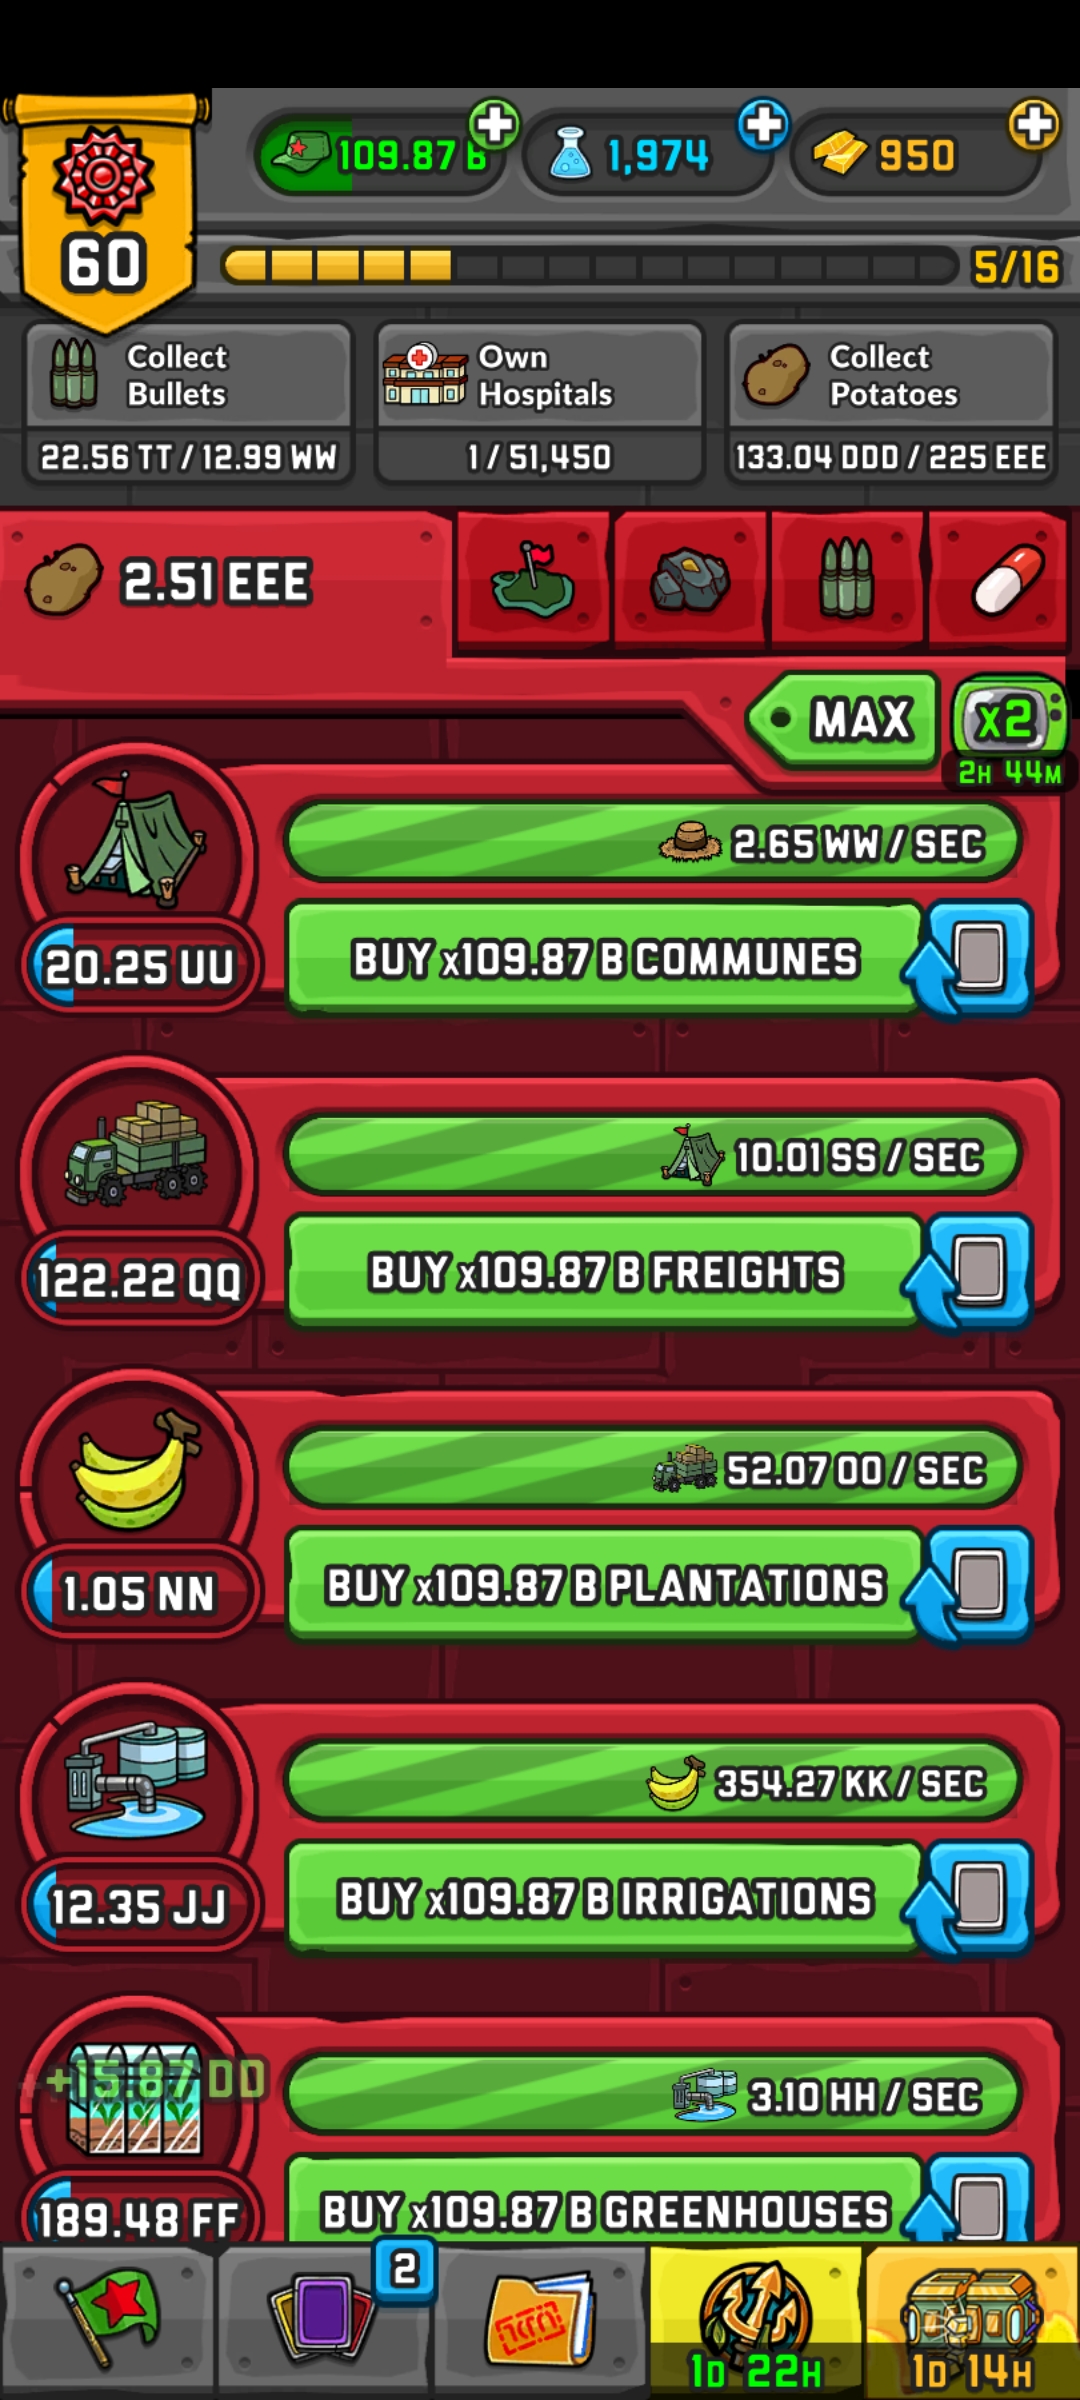 60
109.87 B
1,974
950
5/16
Collect
Bullets
22.56 TT / 12.99 WW
Own
Hospitals
1 / 51,450
Collect
Potatoes
133.04 DDD / 225 EEE
2.51 EEE
MAX
x2
2H 44M
2.65 WW / SEC
20.25 UU
BUY x109.87 B COMMUNES
10.01 SS / SEC
122.22 QQ
BUY x109.87 B FREIGHTS
52.07 OO / SEC
1.05 NN
BUY x109.87 B PLANTATIONS
354.27 KK / SEC
12.35 JJ
BUY x109.87 B IRRIGATIONS
+15.87 DD
3.10 HH / SEC
189.48 FF
BUY x109.87 B GREENHOUSES
2
1D 22H
1D 14H